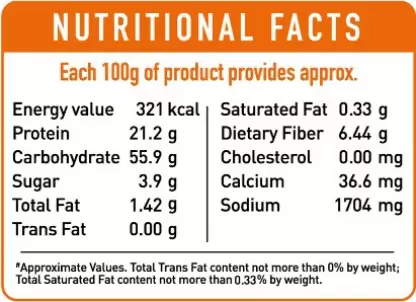 NUTRITIONAL FACTS
Each 100g of product provides approx.
Energy value 321 kcal
Protein 21.2 g
Carbohydrate 55.9 g
Sugar 3.9 g
Total Fat 1.42 g
Trans Fat 0.00 g
Saturated Fat 0.33 g
Dietary Fiber 6.44 g
Cholesterol 0.00 mg
Calcium 36.6 mg
Sodium 1704 mg
#Approximate Values. Total Trans Fat content not more than 0% by weight;
Total Saturated Fat content not more than 0.33% by weight.